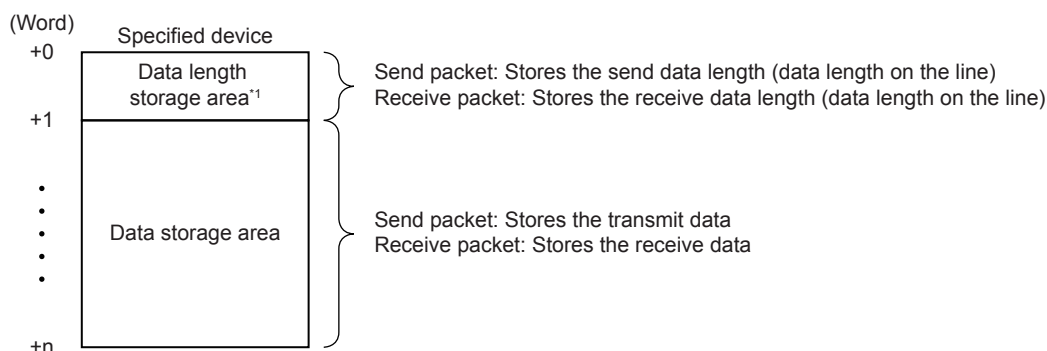 (Word)
Specified device
+0
Data length
storage area*1
Send packet: Stores the send data length (data length on the line)
Receive packet: Stores the receive data length (data length on the line)
+1
Data storage area
Send packet: Stores the transmit data
Receive packet: Stores the receive data
+n